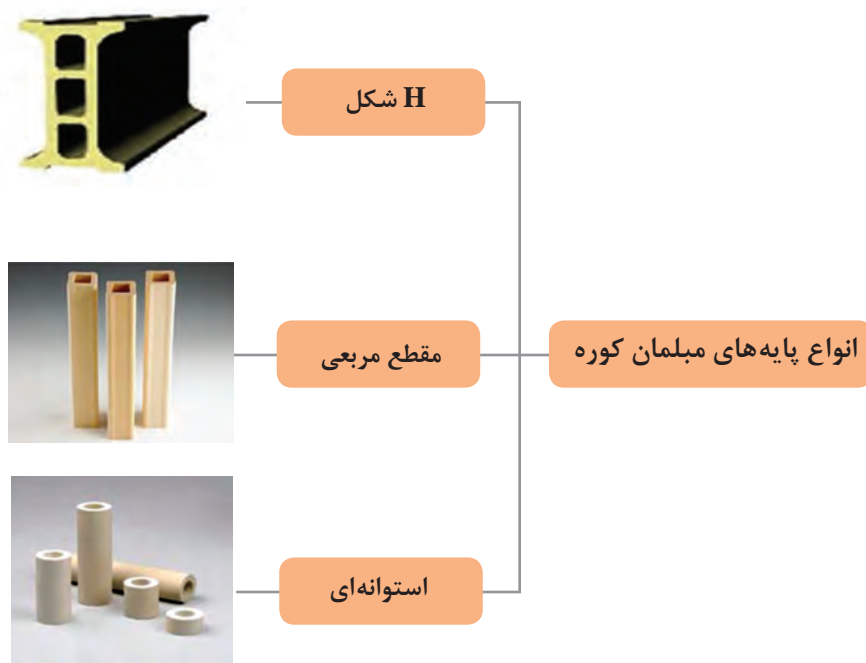 انواع پایه‌های مبلمان کوره
H شکل
مقطع مربعی
استوانه‌ای